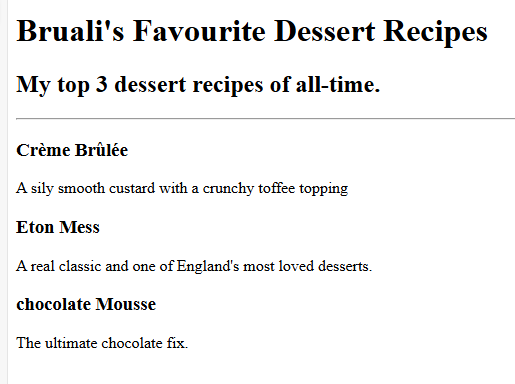 Bruali's Favourite Dessert Recipes
My top 3 dessert recipes of all-time.
Crème Brûlée
A sily smooth custard with a crunchy toffee topping
Eton Mess
A real classic and one of England's most loved desserts.
chocolate Mousse
The ultimate chocolate fix.